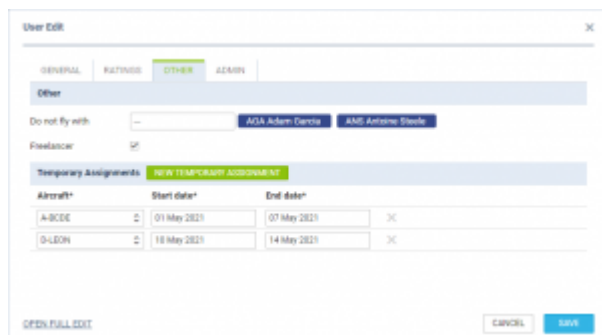 User Edit
GENERAL RATINGS OTHER ADMIN
Other
Do not fly with -- AGA Adam Garcia ANS Antoine Steele
Freelancer
Temporary Assignments NEW TEMPORARY ASSIGNMENT
Aircraft* Start date* End date*
A-BCDE 01 May 2021 07 May 2021
D-LEON 10 May 2021 14 May 2021
OPEN FULL EDIT CANCEL SAVE